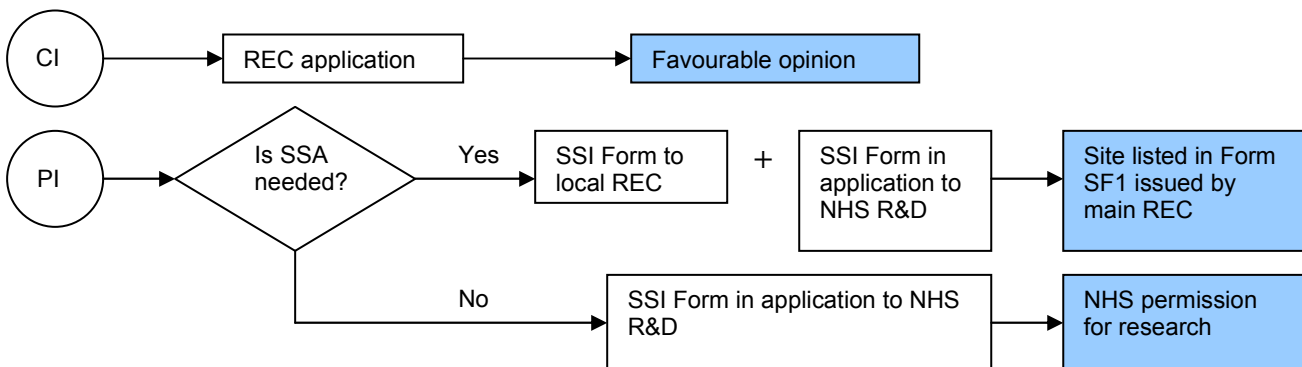 CI
REC application
Favourable opinion
PI
Is SSA
needed?
Yes
SSI Form to
local REC
+
SSI Form in
application to
NHS R&D
Site listed in Form
SF1 issued by
main REC
No
SSI Form in application to NHS
R&D
NHS permission
for research